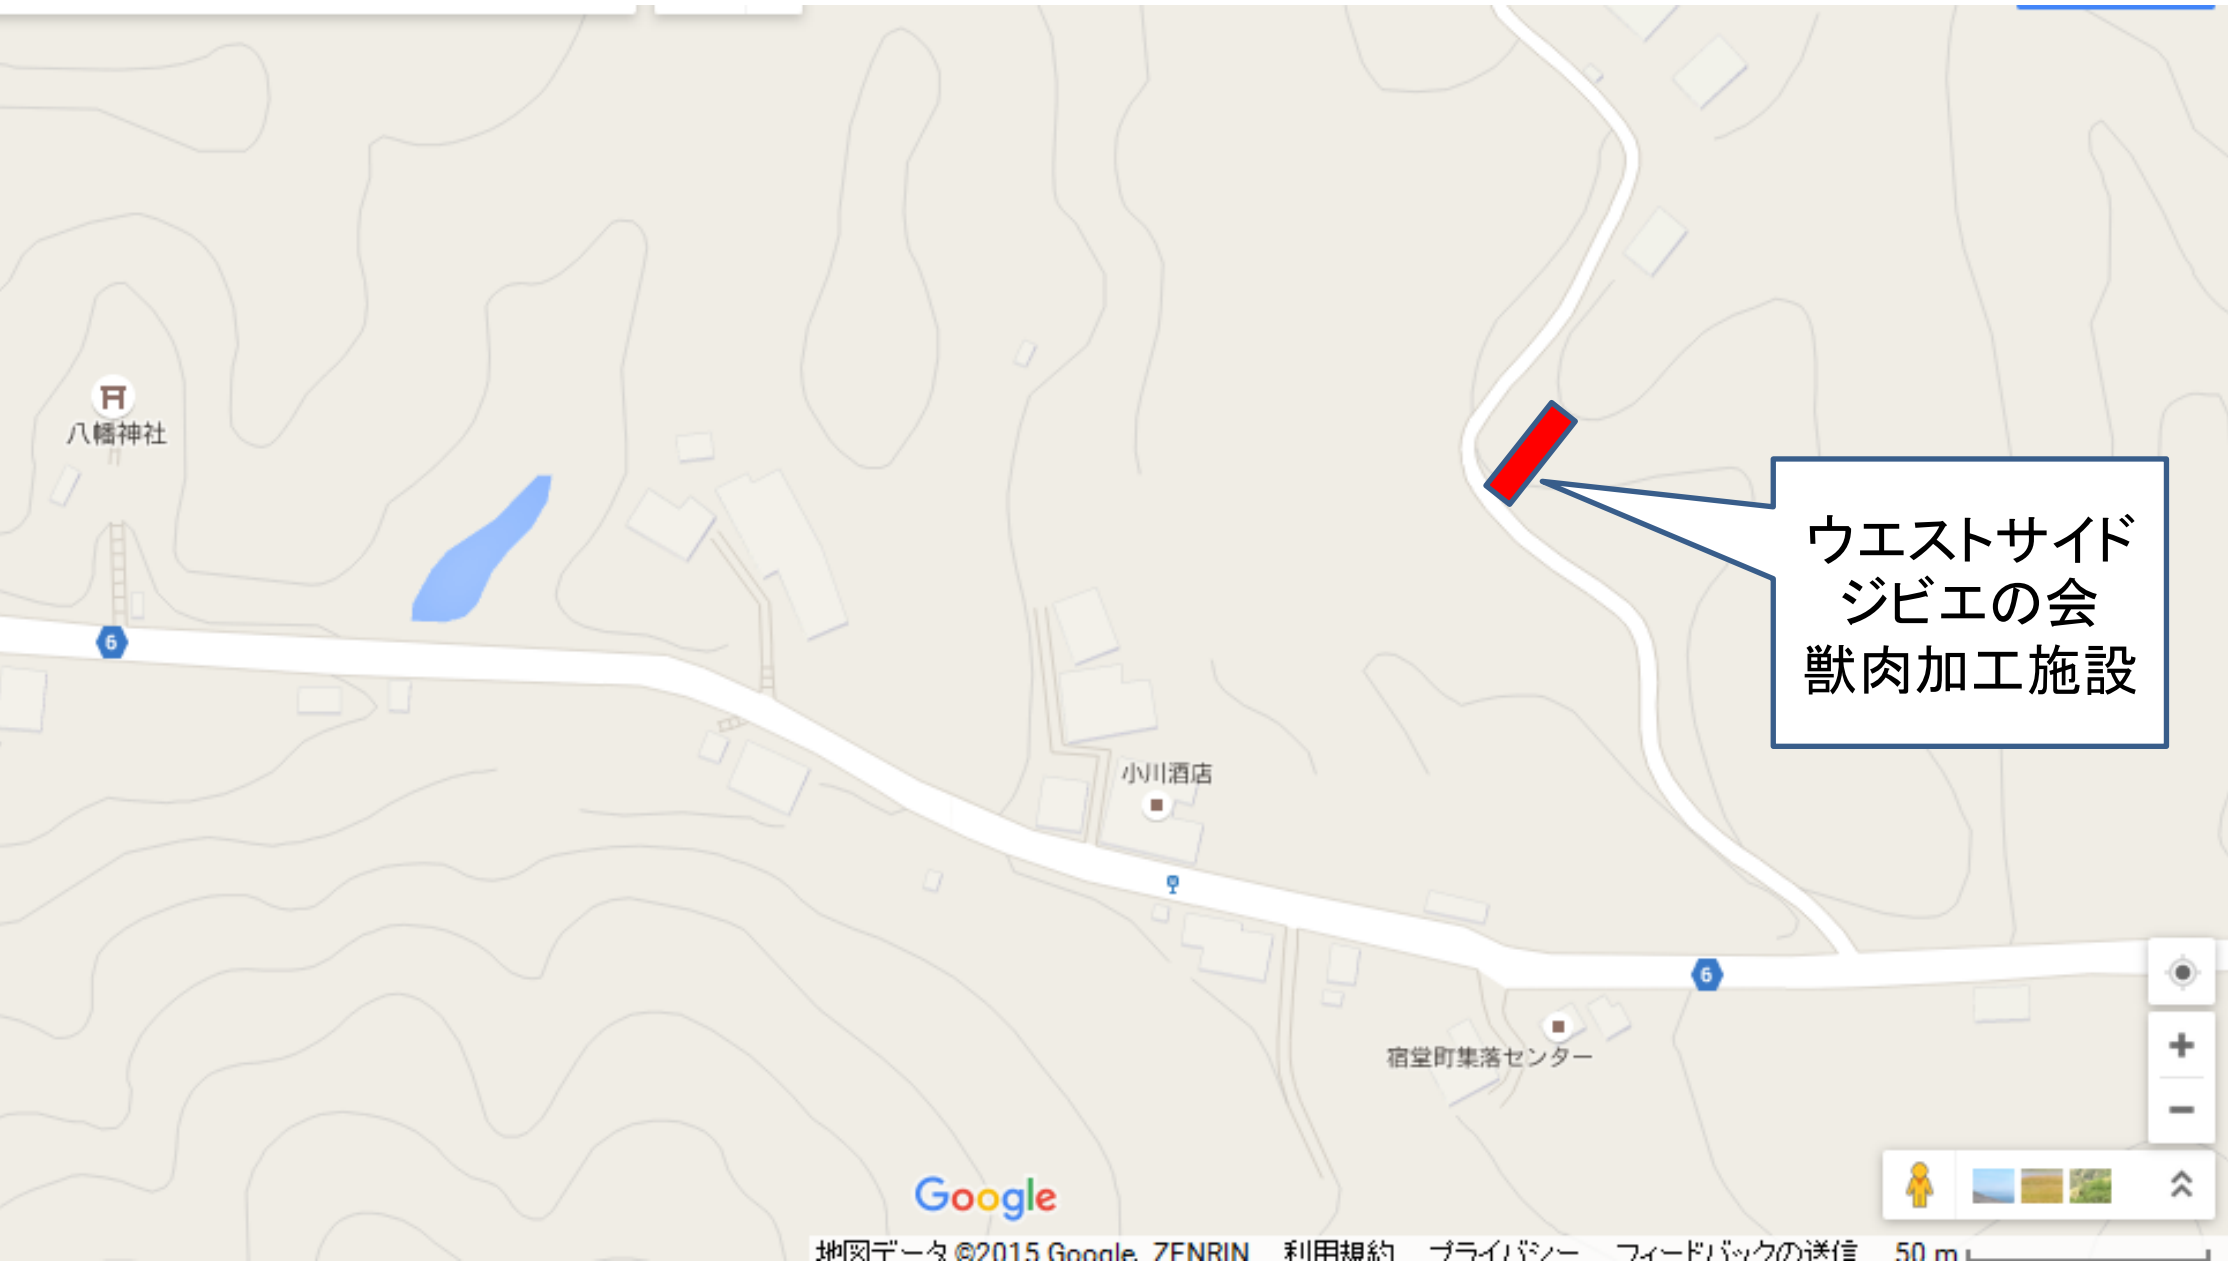 八幡神社
ウエストサイド
ジビエの会
獣肉加工施設
6
小川酒店
6
宿堂町集落センター
Google
地図データ ©2015 Google, ZENRIN 利用規約 プライバシー フィードバックの送信 50 m